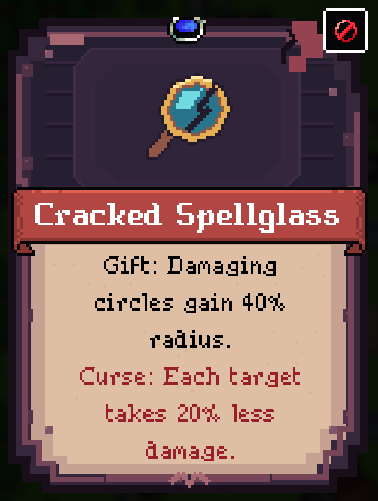 Cracked Spellglass
Gift: Damaging
circles gain 40%
radius.
Curse: Each target
takes 20% less
damage.